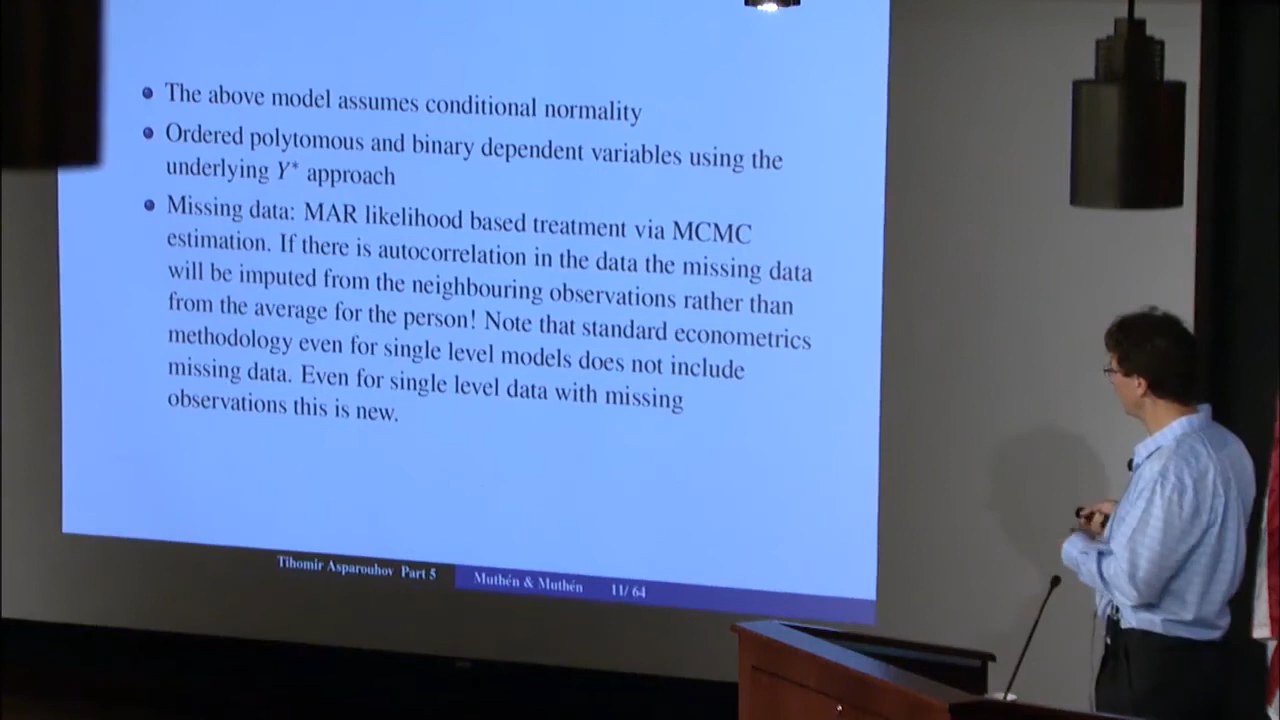 The above model assumes conditional normality
Ordered polytomous and binary dependent variables using the
underlying Y* approach
Missing data: MAR likelihood based treatment via MCMC
estimation. If there is autocorrelation in the data the missing data
will be imputed from the neighbouring observations rather than
from the average for the person! Note that standard econometrics
methodology even for single level models does not include
missing data. Even for single level data with missing
observations this is new.
Tihomir Asparouhov Part 5 Muthén & Muthén 11/ 64